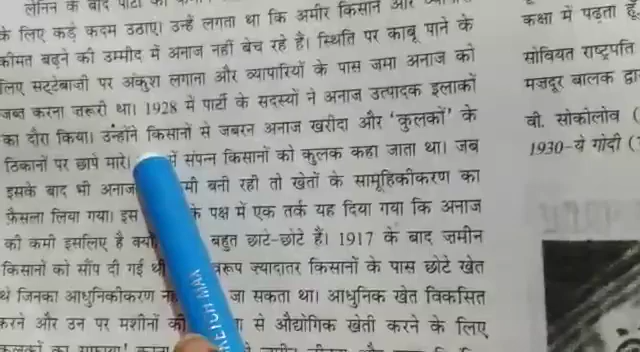 लेनिन के बाद पार्टी
के लिए कड़े कदम उठाए। उन्हें लगता था कि अमीर किसान और
कीमत बढ़ने की उम्मीद में अनाज नहीं बेच रहे हैं। स्थिति पर काबू पाने के
लिए सट्टेबाजी पर अंकुश लगाना और व्यापारियों के पास जमा अनाज को
जब्त करना जरूरी था। 1928 में पार्टी के सदस्यों ने अनाज उत्पादक इलाकों
का दौरा किया। उन्होंने किसानों से जबरन अनाज खरीदा और 'कुलकों' के
ठिकानों पर छापे मारे। में संपन्न किसानों को कुलक कहा जाता था। जब
इसके बाद भी अनाज मी बनी रही तो खेतों के सामूहिकीकरण का
फ़ैसला लिया गया। इस के पक्ष में एक तर्क यह दिया गया कि अनाज
की कमी इसलिए है बहुत छोटे-छोटे हैं। 1917 के बाद ज़मीन
किसानों को सौंप दी गई थी वरूप ज़्यादातर किसानों के पास छोटे खेत
थे जिनका आधुनिकीकरण जा सकता था। आधुनिक खेत विकसित
करने और उन पर मशीनों की से औद्योगिक खेती करने के लिए
कक्षा में पढ़ता है
सोवियत राष्ट्रपति
मजदूर बालक द्वा
वी. सोकोलोव (
1930-ये गोदी (